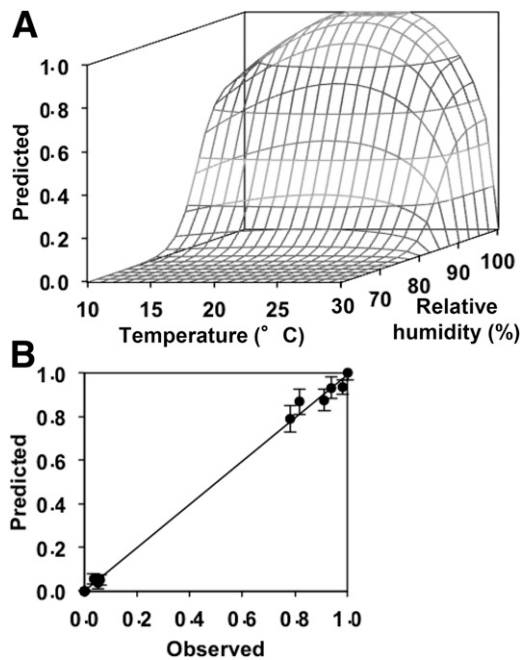 A
1·0
0·8
0·6
0·4
0·2
0·0
Predicted
10
15
20
25
30
Temperature (° C)
70
80
90
100
Relative
humidity (%)
B
1·0
0·8
0·6
0·4
0·2
0·0
Predicted
0·0 0·2 0·4 0·6 0·8 1·0
Observed